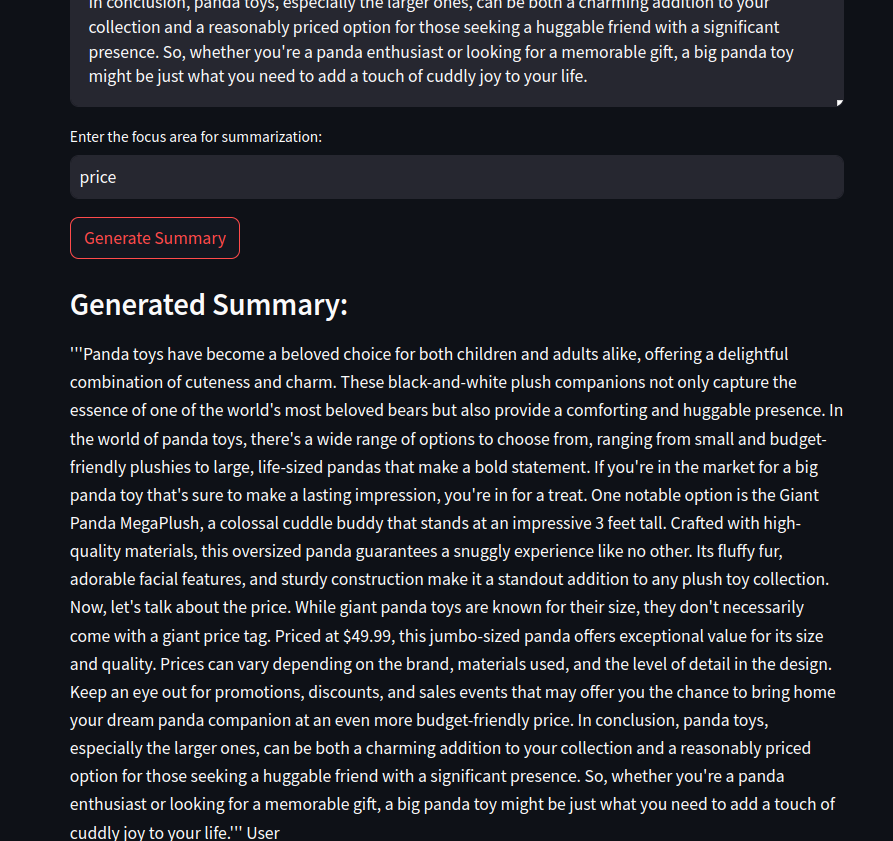 In conclusion, panda toys, especially the larger ones, can be both a charming addition to your
collection and a reasonably priced option for those seeking a huggable friend with a significant
presence. So, whether you're a panda enthusiast or looking for a memorable gift, a big panda toy
might be just what you need to add a touch of cuddly joy to your life.
Enter the focus area for summarization:
price
Generate Summary
Generated Summary:
'''Panda toys have become a beloved choice for both children and adults alike, offering a delightful
combination of cuteness and charm. These black-and-white plush companions not only capture the
essence of one of the world's most beloved bears but also provide a comforting and huggable presence. In
the world of panda toys, there's a wide range of options to choose from, ranging from small and budget-
friendly plushies to large, life-sized pandas that make a bold statement. If you're in the market for a big
panda toy that's sure to make a lasting impression, you're in for a treat. One notable option is the Giant
Panda MegaPlush, a colossal cuddle buddy that stands at an impressive 3 feet tall. Crafted with high-
quality materials, this oversized panda guarantees a snuggly experience like no other. Its fluffy fur,
adorable facial features, and sturdy construction make it a standout addition to any plush toy collection.
Now, let's talk about the price. While giant panda toys are known for their size, they don't necessarily
come with a giant price tag. Priced at $49.99, this jumbo-sized panda offers exceptional value for its size
and quality. Prices can vary depending on the brand, materials used, and the level of detail in the design.
Keep an eye out for promotions, discounts, and sales events that may offer you the chance to bring home
your dream panda companion at an even more budget-friendly price. In conclusion, panda toys,
especially the larger ones, can be both a charming addition to your collection and a reasonably priced
option for those seeking a huggable friend with a significant presence. So, whether you're a panda
enthusiast or looking for a memorable gift, a big panda toy might be just what you need to add a touch of
cuddly joy to your life.''' User